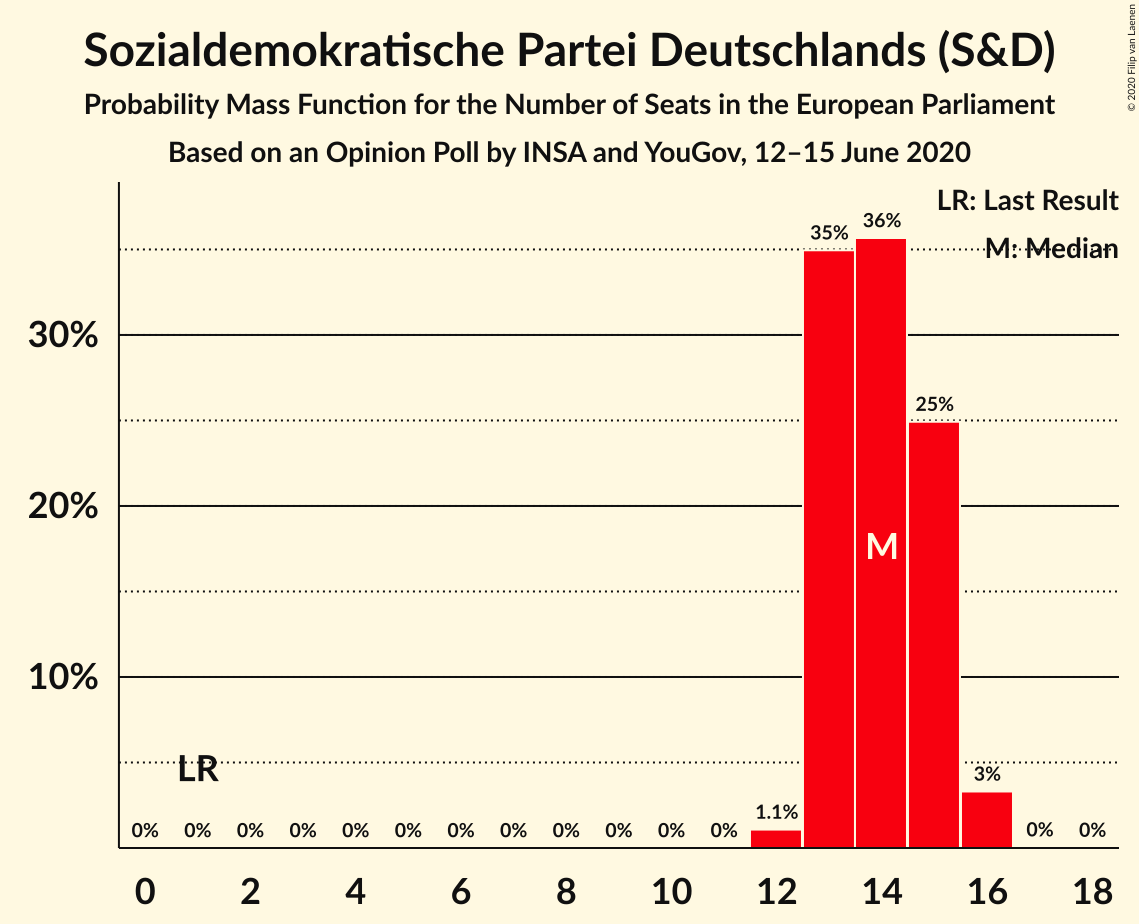 Sozialdemokratische Partei Deutschlands (S&D)
Probability Mass Function for the Number of Seats in the European Parliament
Based on an Opinion Poll by INSA and YouGov, 12–15 June 2020
© 2020 Filip van Laenen
LR: Last Result
M: Median
35%
36%
30%
25%
20%
M
10%
LR
3%
1.1%
0% 0% 0% 0% 0% 0% 0% 0% 0% 0% 0% 0% 0% 0%
0 2 4 6 8 10 12 14 16 18